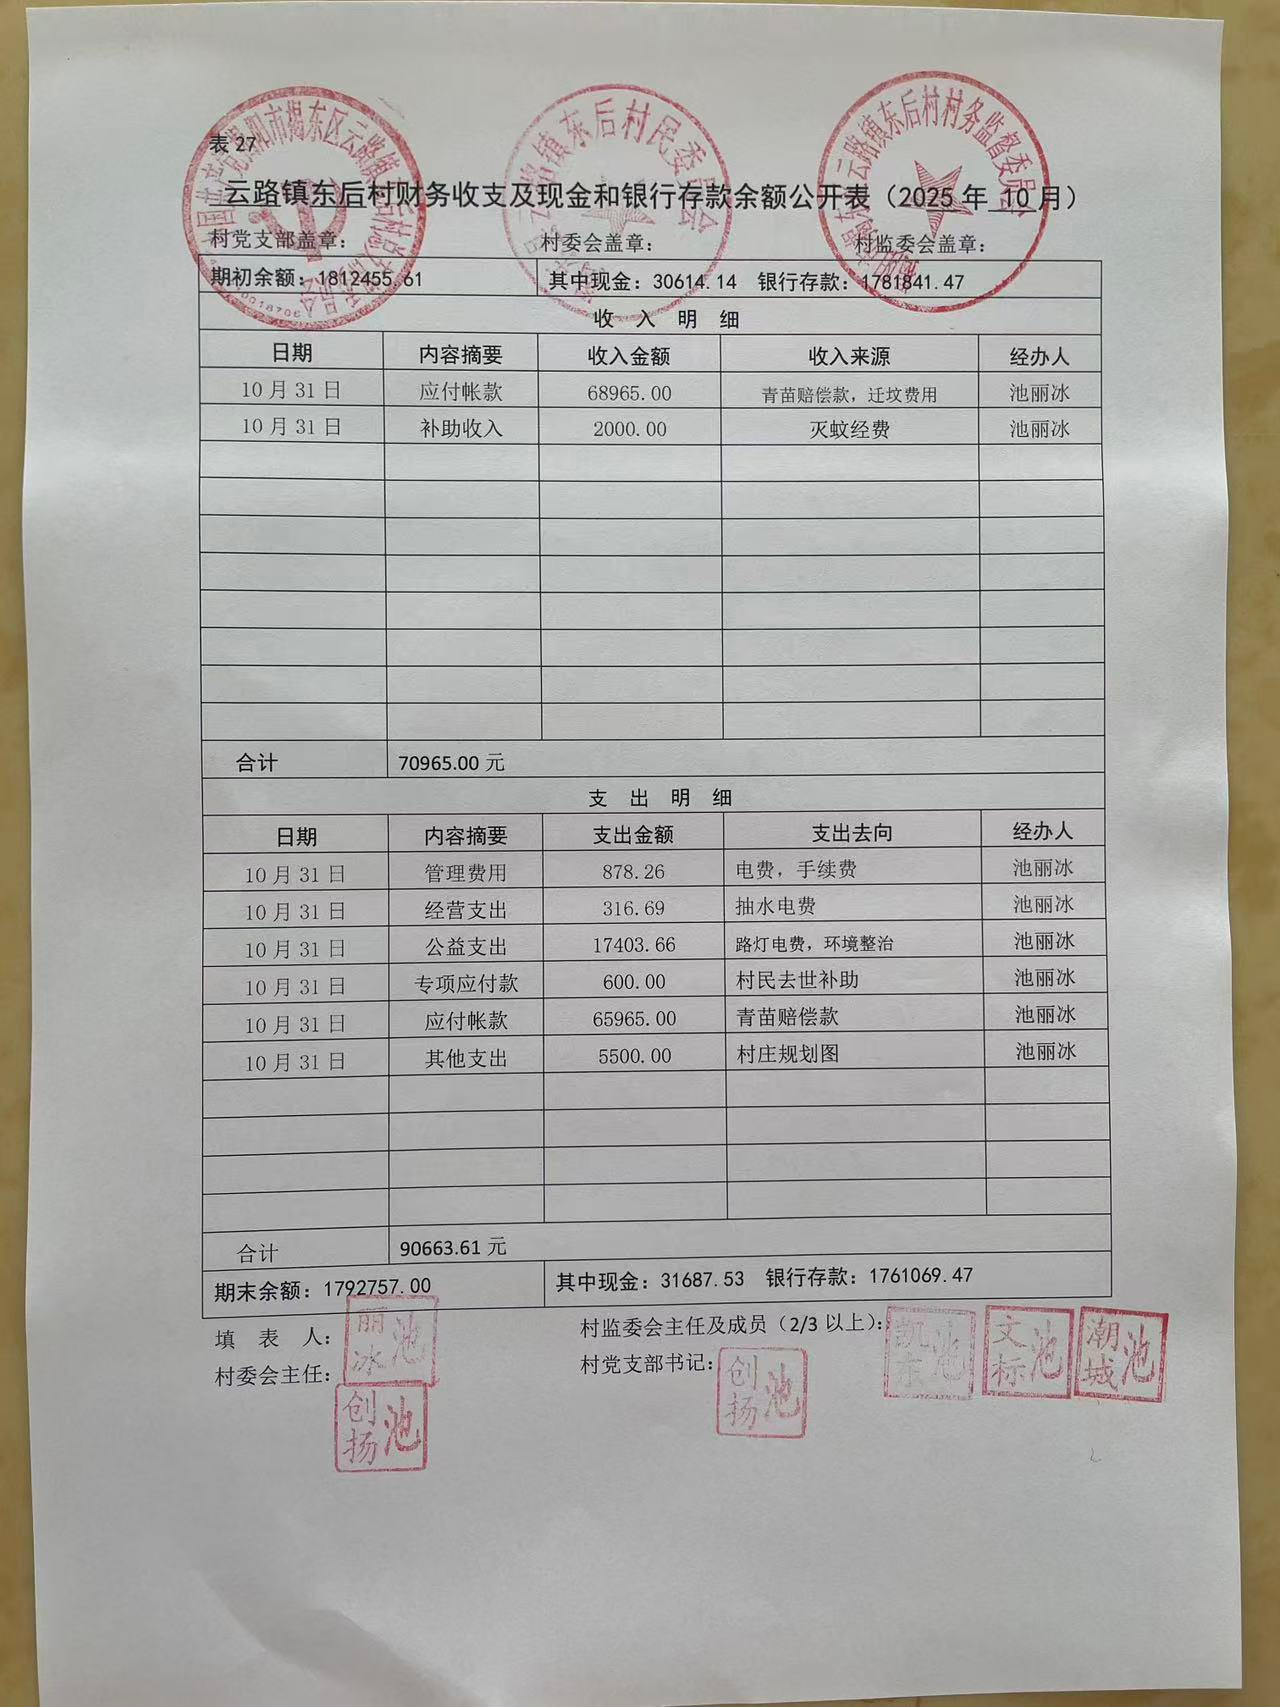 表 27
云路镇东后村财务收支及现金和银行存款余额公开表（2025 年 10 月）
村党支部盖章： 村委会盖章： 村监委会盖章：
期初余额：1812455.61 其中现金：30614.14 银行存款：1781841.47
收 入 明 细
日期 内容摘要 收入金额 收入来源 经办人
10 月 31 日 应付帐款 68965.00 青苗赔偿款，迁坟费用 池丽冰
10 月 31 日 补助收入 2000.00 灭蚊经费 池丽冰
合计 70965.00 元
支 出 明 细
日期 内容摘要 支出金额 支出去向 经办人
10 月 31 日 管理费用 878.26 电费，手续费 池丽冰
10 月 31 日 经营支出 316.69 抽水电费 池丽冰
10 月 31 日 公益支出 17403.66 路灯电费，环境整治 池丽冰
10 月 31 日 专项应付款 600.00 村民去世补助 池丽冰
10 月 31 日 应付帐款 65965.00 青苗赔偿款 池丽冰
10 月 31 日 其他支出 5500.00 村庄规划图 池丽冰
合计 90663.61 元
期末余额：1792757.00 其中现金：31687.53 银行存款：1761069.47
填 表 人： 池丽冰 村监委会主任及成员（2/3 以上）： 池凯东 池文标 池潮城
村委会主任： 池创扬 村党支部书记： 池创扬